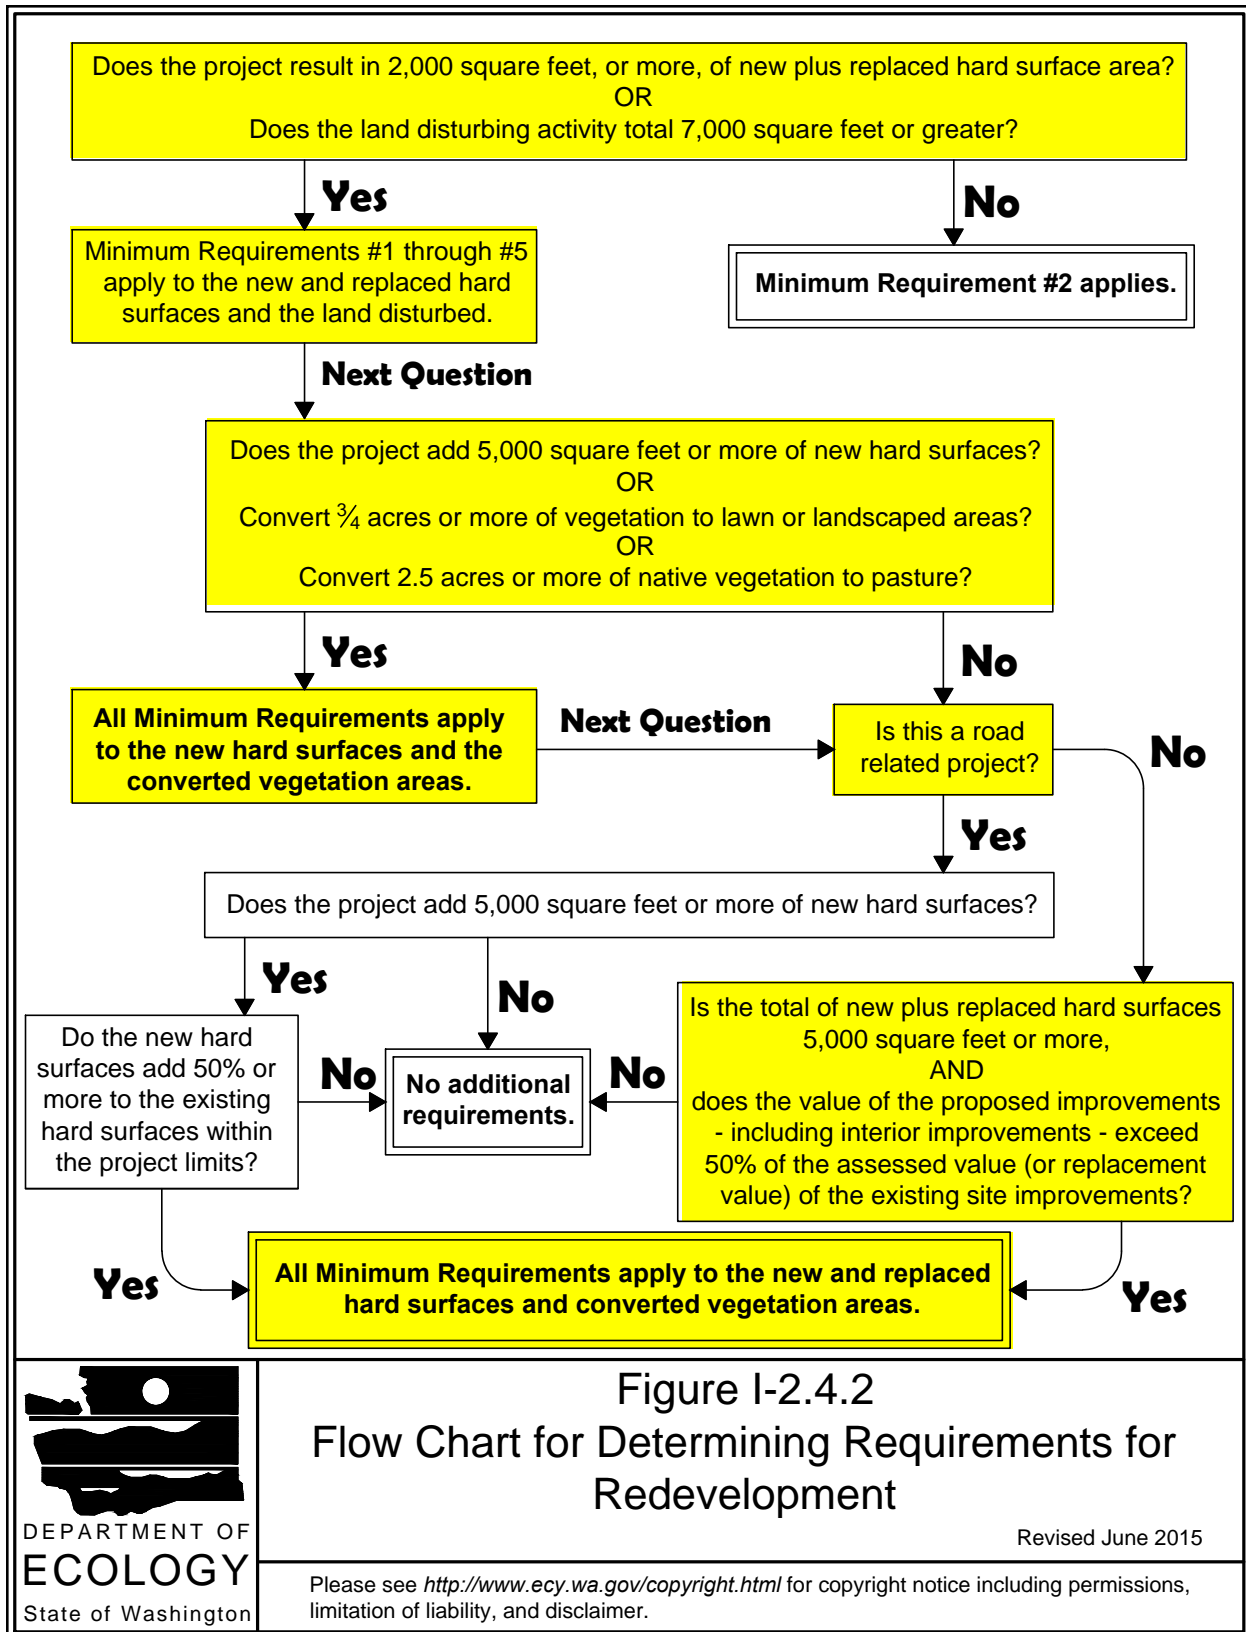 Does the project result in 2,000 square feet, or more, of new plus replaced hard surface area?
OR
Does the land disturbing activity total 7,000 square feet or greater?
Yes
No
Minimum Requirements #1 through #5
apply to the new and replaced hard
surfaces and the land disturbed.
Minimum Requirement #2 applies.
Next Question
Does the project add 5,000 square feet or more of new hard surfaces?
OR
Convert ¾ acres or more of vegetation to lawn or landscaped areas?
OR
Convert 2.5 acres or more of native vegetation to pasture?
Yes
No
All Minimum Requirements apply
to the new hard surfaces and the
converted vegetation areas.
Next Question
Is this a road
related project?
No
Yes
Does the project add 5,000 square feet or more of new hard surfaces?
Yes
No
Do the new hard
surfaces add 50% or
more to the existing
hard surfaces within
the project limits?
No
No additional
requirements.
No
Is the total of new plus replaced hard surfaces
5,000 square feet or more,
AND
does the value of the proposed improvements
- including interior improvements - exceed
50% of the assessed value (or replacement
value) of the existing site improvements?
Yes
All Minimum Requirements apply to the new and replaced
hard surfaces and converted vegetation areas.
Yes
DEPARTMENT OF
ECOLOGY
State of Washington
Figure I-2.4.2
Flow Chart for Determining Requirements for
Redevelopment
Revised June 2015
Please see http://www.ecy.wa.gov/copyright.html for copyright notice including permissions,
limitation of liability, and disclaimer.